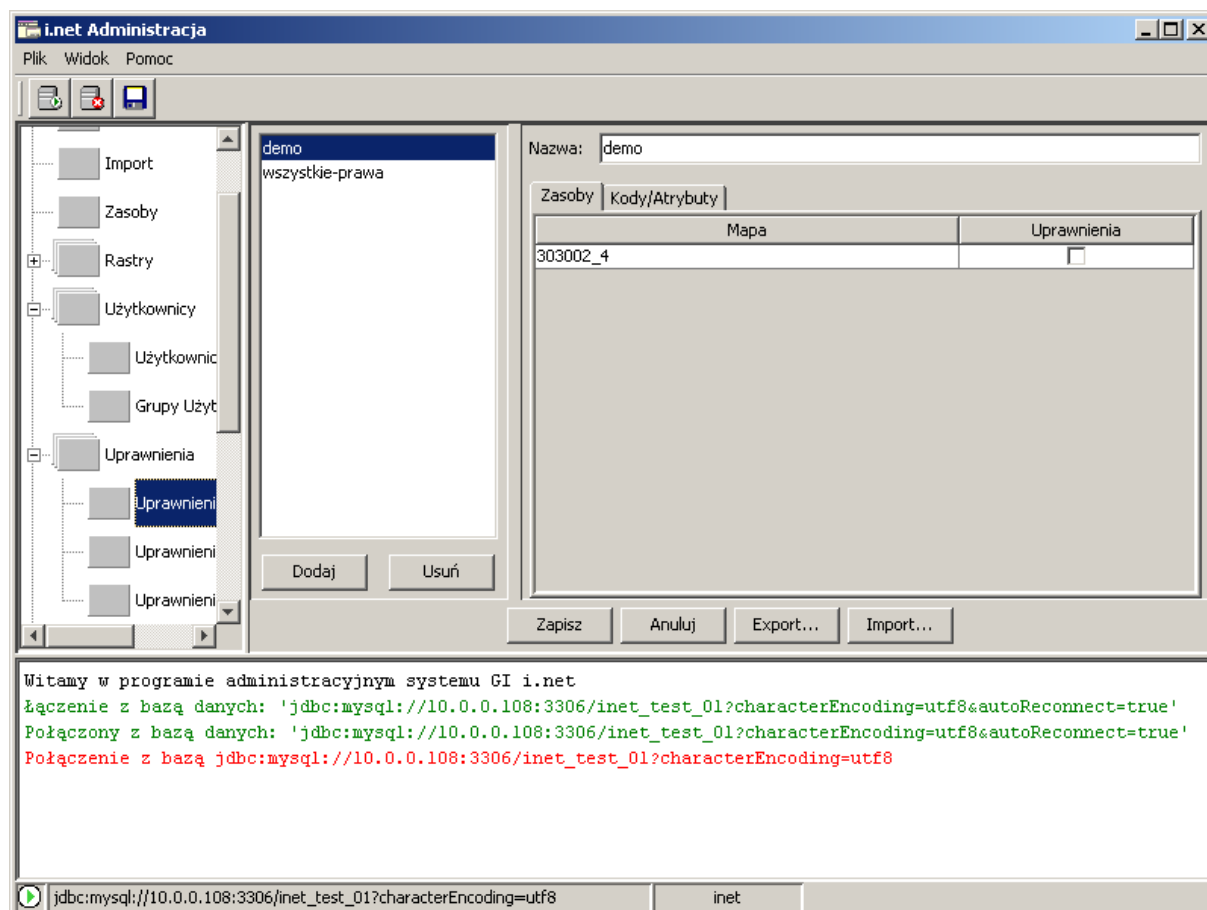 i.net Administracja
Plik Widok Pomoc
Import
Zasoby
Rastry
Użytkownicy
Użytkownic
Grupy Użyt
Uprawnienia
Uprawnieni
Uprawnieni
Uprawnieni
demo
wszystkie-prawa
Dodaj Usuń
Nazwa: demo
Zasoby Kody/Atrybuty
Mapa Uprawnienia
303002_4
Zapisz Anuluj Export... Import...
Witamy w programie administracyjnym systemu GI i.net
Łączenie z bazą danych: 'jdbc:mysql://10.0.0.108:3306/inet_test_01?characterEncoding=utf8&autoReconnect=true'
Połączony z bazą danych: 'jdbc:mysql://10.0.0.108:3306/inet_test_01?characterEncoding=utf8&autoReconnect=true'
Połączenie z bazą jdbc:mysql://10.0.0.108:3306/inet_test_01?characterEncoding=utf8
jdbc:mysql://10.0.0.108:3306/inet_test_01?characterEncoding=utf8 inet